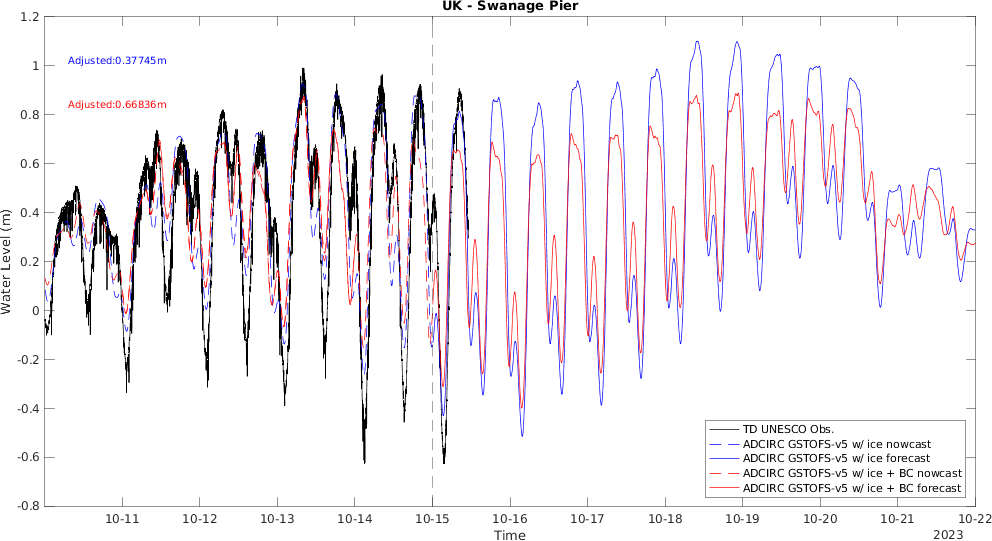 UK - Swanage Pier
1.2
1
0.8
0.6
0.4
0.2
0
-0.2
-0.4
-0.6
-0.8
Water Level (m)
Adjusted:0.37745m
Adjusted:0.66836m
TD UNESCO Obs.
ADCIRC GSTOFS-v5 w/ ice nowcast
ADCIRC GSTOFS-v5 w/ ice forecast
ADCIRC GSTOFS-v5 w/ ice + BC nowcast
ADCIRC GSTOFS-v5 w/ ice + BC forecast
10-11 10-12 10-13 10-14 10-15 10-16 10-17 10-18 10-19 10-20 10-21 10-22
Time
2023